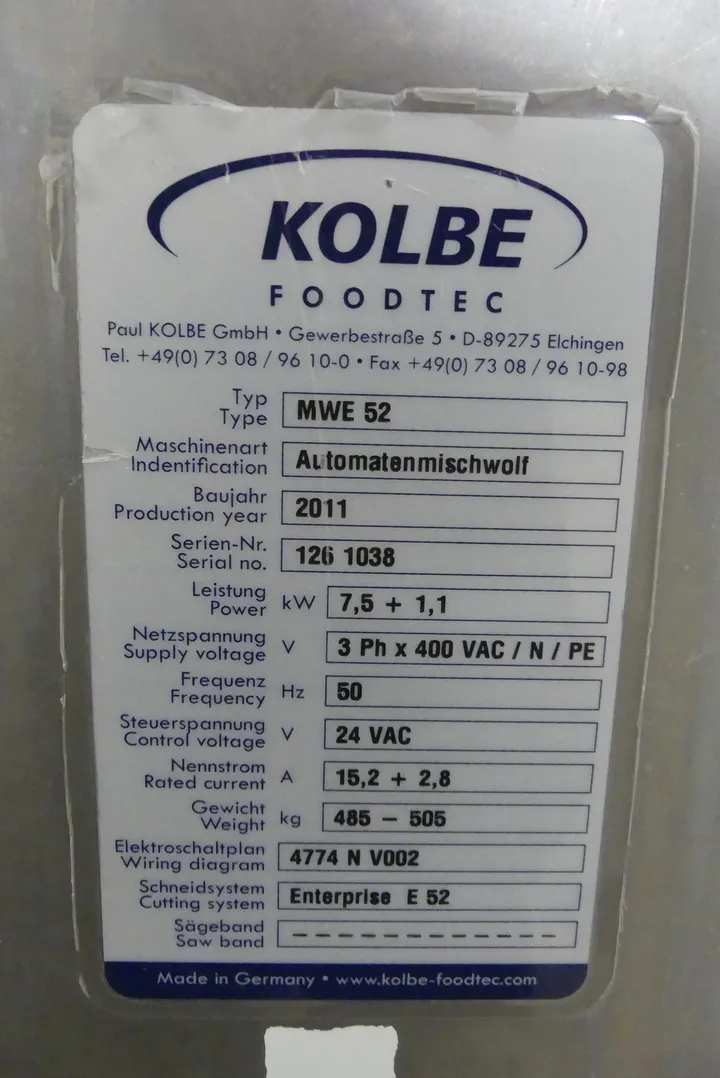 KOLBE
FOODTEC
Paul KOLBE GmbH • Gewerbestraße 5 • D-89275 Elchingen
Tel. +49(0) 73 08 / 96 10-0 • Fax +49(0) 73 08 / 96 10-98
Typ
Type MWE 52
Maschinenart
Indentification Automatenmischwolf
Baujahr
Production year 2011
Serien-Nr.
Serial no. 126 1038
Leistung
Power kW 7,5 + 1,1
Netzspannung
Supply voltage V 3 Ph x 400 VAC / N / PE
Frequenz
Frequency Hz 50
Steuerspannung
Control voltage V 24 VAC
Nennstrom
Rated current A 15,2 + 2,8
Gewicht
Weight kg 485 – 505
Elektroschaltplan
Wiring diagram 4774 N V002
Schneidsystem
Cutting system Enterprise E 52
Sägeband
Saw band – – – – – – – – – – – –
Made in Germany • www.kolbe-foodtec.com